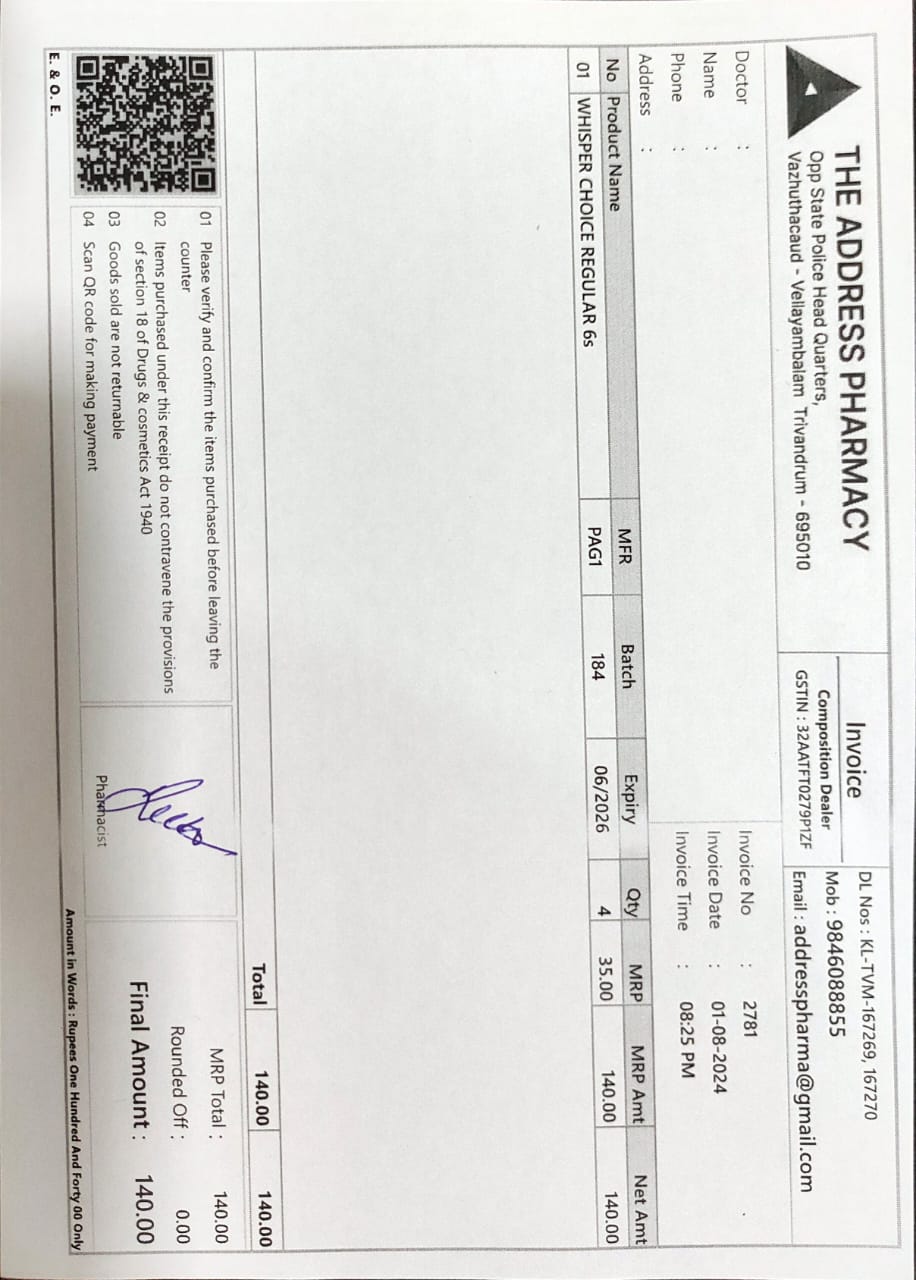 THE ADDRESS PHARMACY
Opp State Police Head Quarters,
Vazhuthacaud - Vellayambalam Trivandrum - 695010
Invoice
Composition Dealer
GSTIN : 32AATFT0279P1ZF
DL Nos : KL-TVM-167269, 167270
Mob : 9846088855
Email : addresspharma@gmail.com
Doctor :
Name :
Phone :
Address :
Invoice No : 2781
Invoice Date : 01-08-2024
Invoice Time : 08:25 PM
No Product Name MFR Batch Expiry Qty MRP MRP Amt Net Amt
01 WHISPER CHOICE REGULAR 6s PAG1 184 06/2026 4 35.00 140.00 140.00
Total 140.00 140.00
01 Please verify and confirm the items purchased before leaving the
counter
02 Items purchased under this receipt do not contravene the provisions
of section 18 of Drugs & cosmetics Act 1940
03 Goods sold are not returnable
04 Scan QR code for making payment
Pharmacist
MRP Total : 140.00
Rounded Off : 0.00
Final Amount : 140.00
Amount in Words : Rupees One Hundred And Forty 00 Only
E. & O. E.